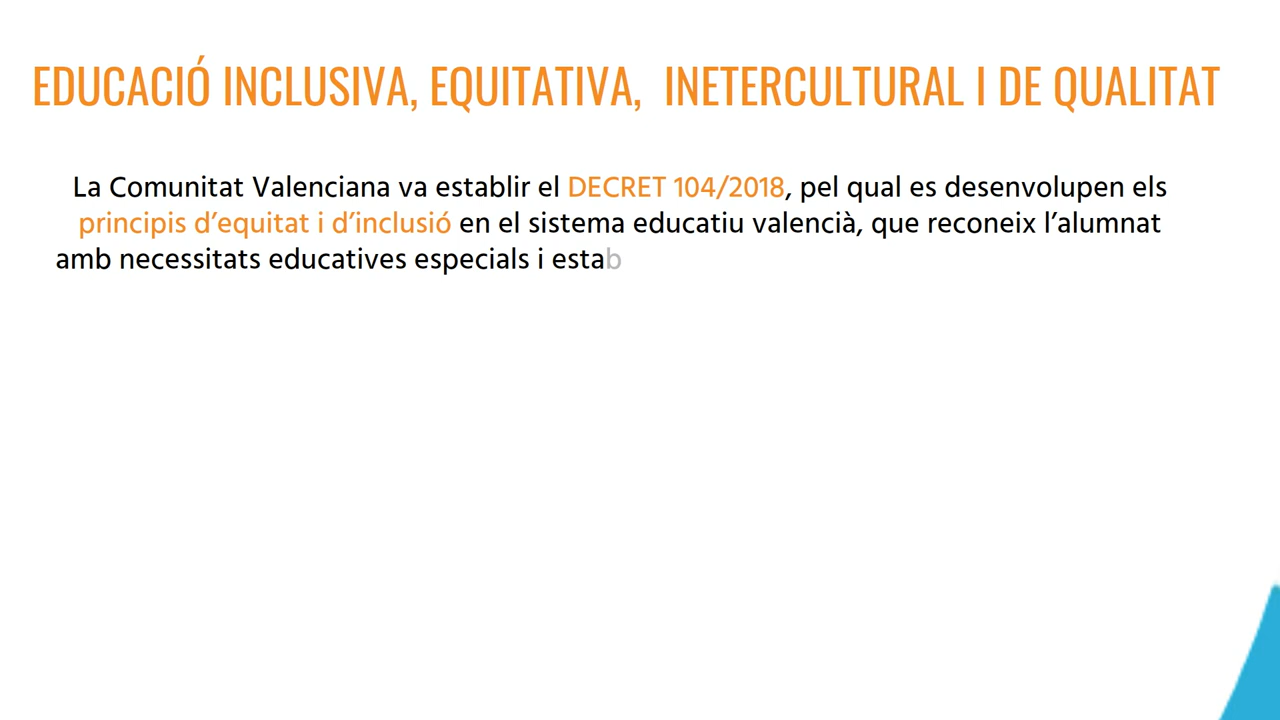 EDUCACIÓ INCLUSIVA, EQUITATIVA, INETERCULTURAL I DE QUALITAT
La Comunitat Valenciana va establir el DECRET 104/2018, pel qual es desenvolupen els
principis d’equitat i d’inclusió en el sistema educatiu valencià, que reconeix l’alumnat
amb necessitats educatives especials i estab